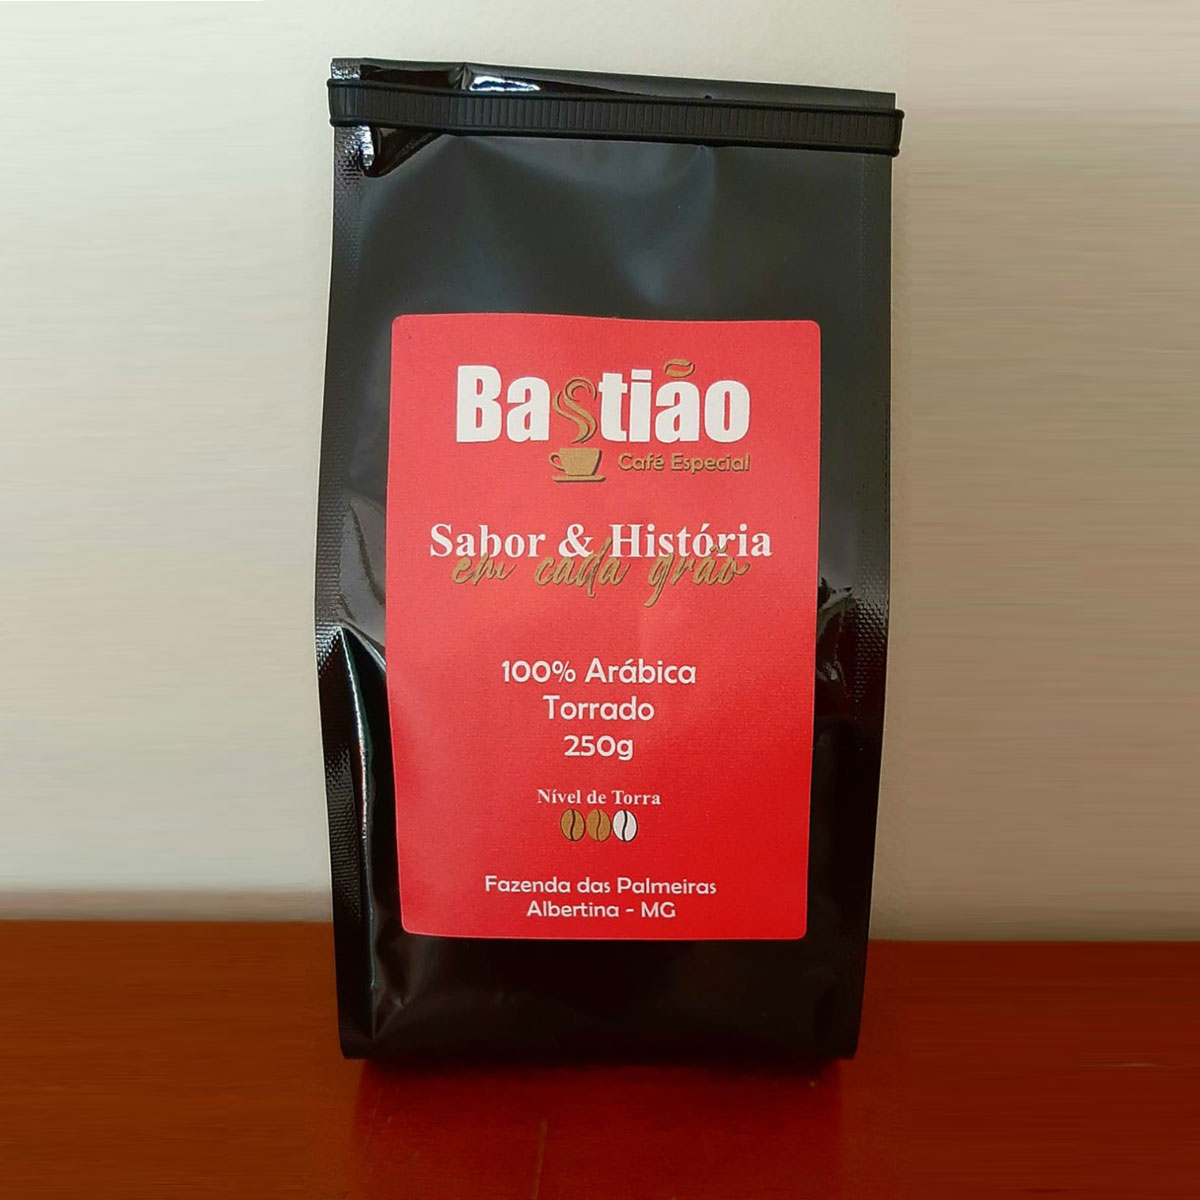 Bastião
Café Especial
Sabor & História
em cada grão
100% Arábica
Torrado
250g
Nível de Torra
Fazenda das Palmeiras
Albertina - MG